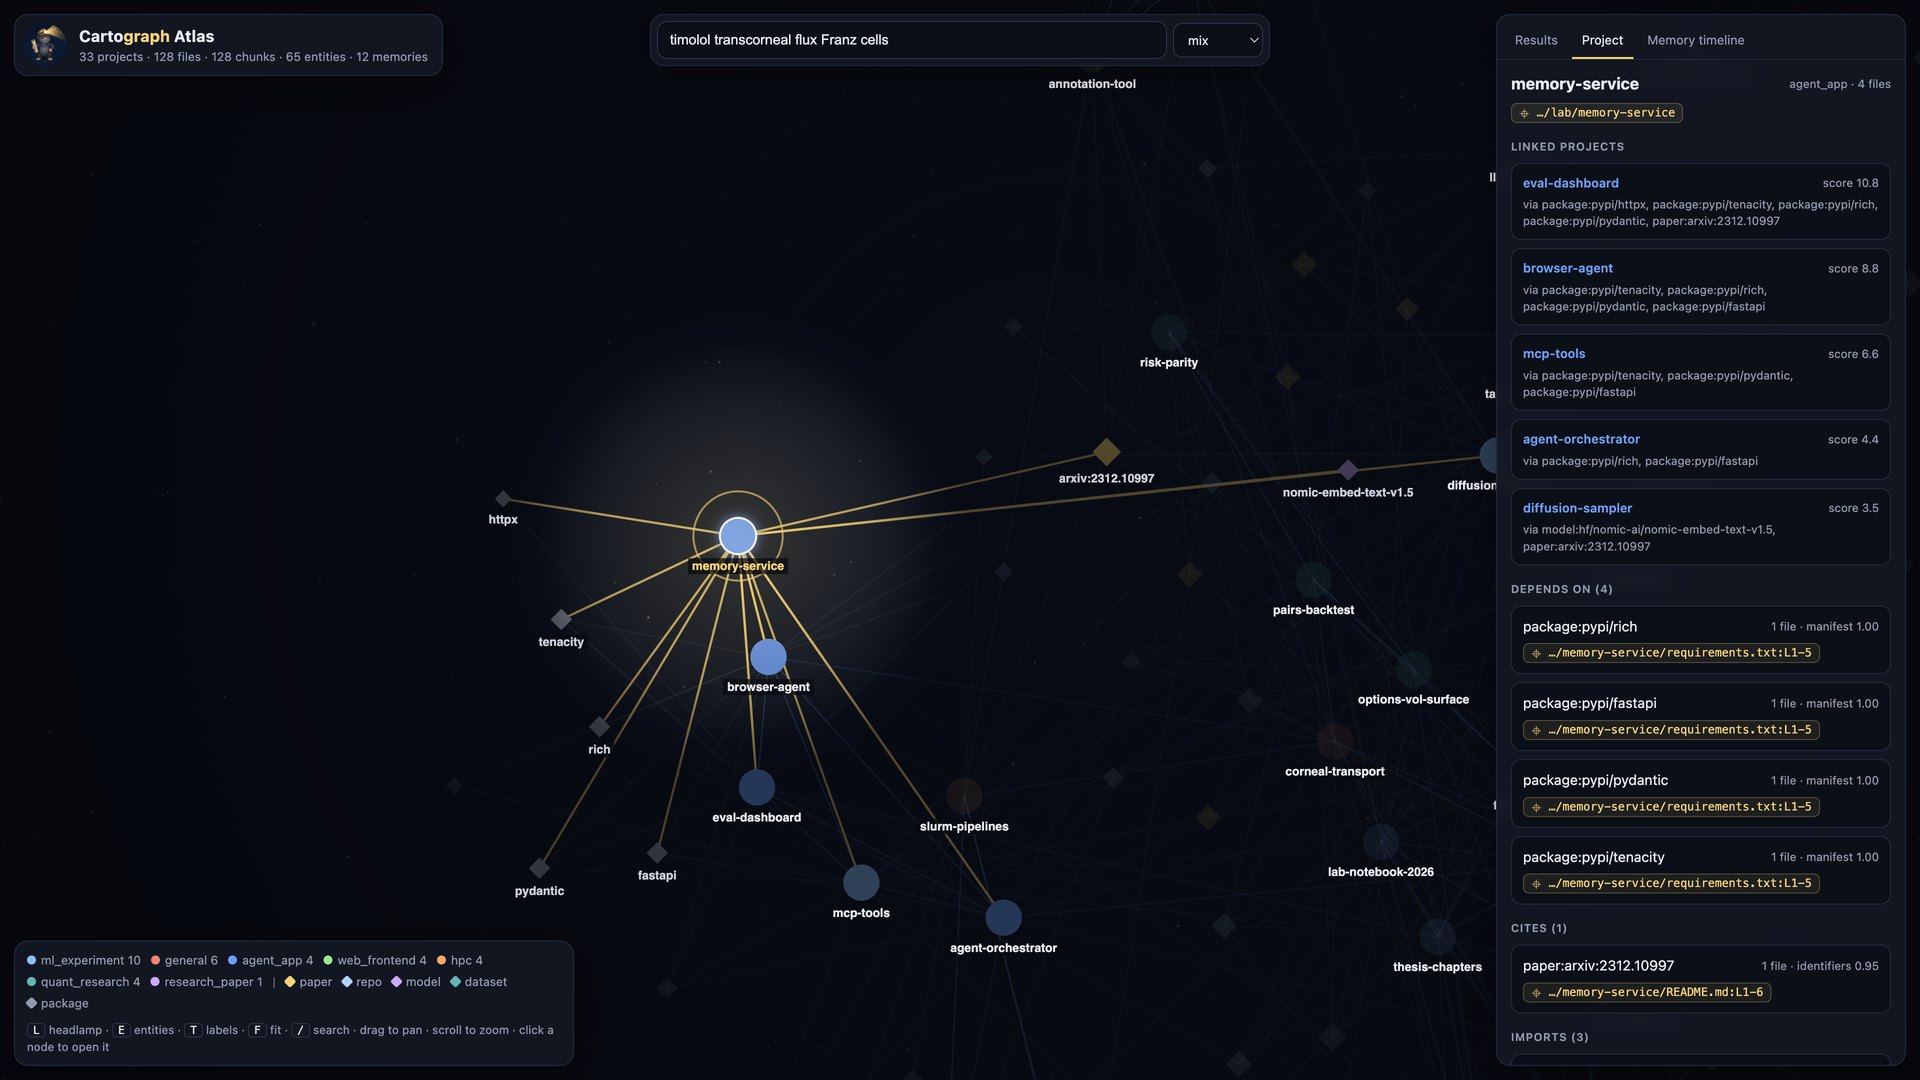 Cartograph Atlas
33 projects · 128 files · 128 chunks · 65 entities · 12 memories
timolol transcorneal flux Franz cells
mix
annotation-tool
risk-parity
arxiv:2312.10997
nomic-embed-text-v1.5
diffusion
httpx
memory-service
tenacity
pairs-backtest
browser-agent
options-vol-surface
rich
corneal-transport
eval-dashboard
slurm-pipelines
fastapi
lab-notebook-2026
pydantic
mcp-tools
agent-orchestrator
thesis-chapters
ml_experiment 10 general 6 agent_app 4 web_frontend 4 hpc 4
quant_research 4 research_paper 1 | paper repo model dataset
package
L headlamp · E entities · T labels · F fit · / search · drag to pan · scroll to zoom · click a
node to open it
Results Project Memory timeline
memory-service agent_app · 4 files
…/lab/memory-service
LINKED PROJECTS
eval-dashboard score 10.8
via package:pypi/httpx, package:pypi/tenacity, package:pypi/rich,
package:pypi/pydantic, paper:arxiv:2312.10997
browser-agent score 8.8
via package:pypi/tenacity, package:pypi/rich,
package:pypi/pydantic, package:pypi/fastapi
mcp-tools score 6.6
via package:pypi/tenacity, package:pypi/pydantic,
package:pypi/fastapi
agent-orchestrator score 4.4
via package:pypi/rich, package:pypi/fastapi
diffusion-sampler score 3.5
via model:hf/nomic-ai/nomic-embed-text-v1.5,
paper:arxiv:2312.10997
DEPENDS ON (4)
package:pypi/rich 1 file · manifest 1.00
…/memory-service/requirements.txt:L1-5
package:pypi/fastapi 1 file · manifest 1.00
…/memory-service/requirements.txt:L1-5
package:pypi/pydantic 1 file · manifest 1.00
…/memory-service/requirements.txt:L1-5
package:pypi/tenacity 1 file · manifest 1.00
…/memory-service/requirements.txt:L1-5
CITES (1)
paper:arxiv:2312.10997 1 file · identifiers 0.95
…/memory-service/README.md:L1-6
IMPORTS (3)